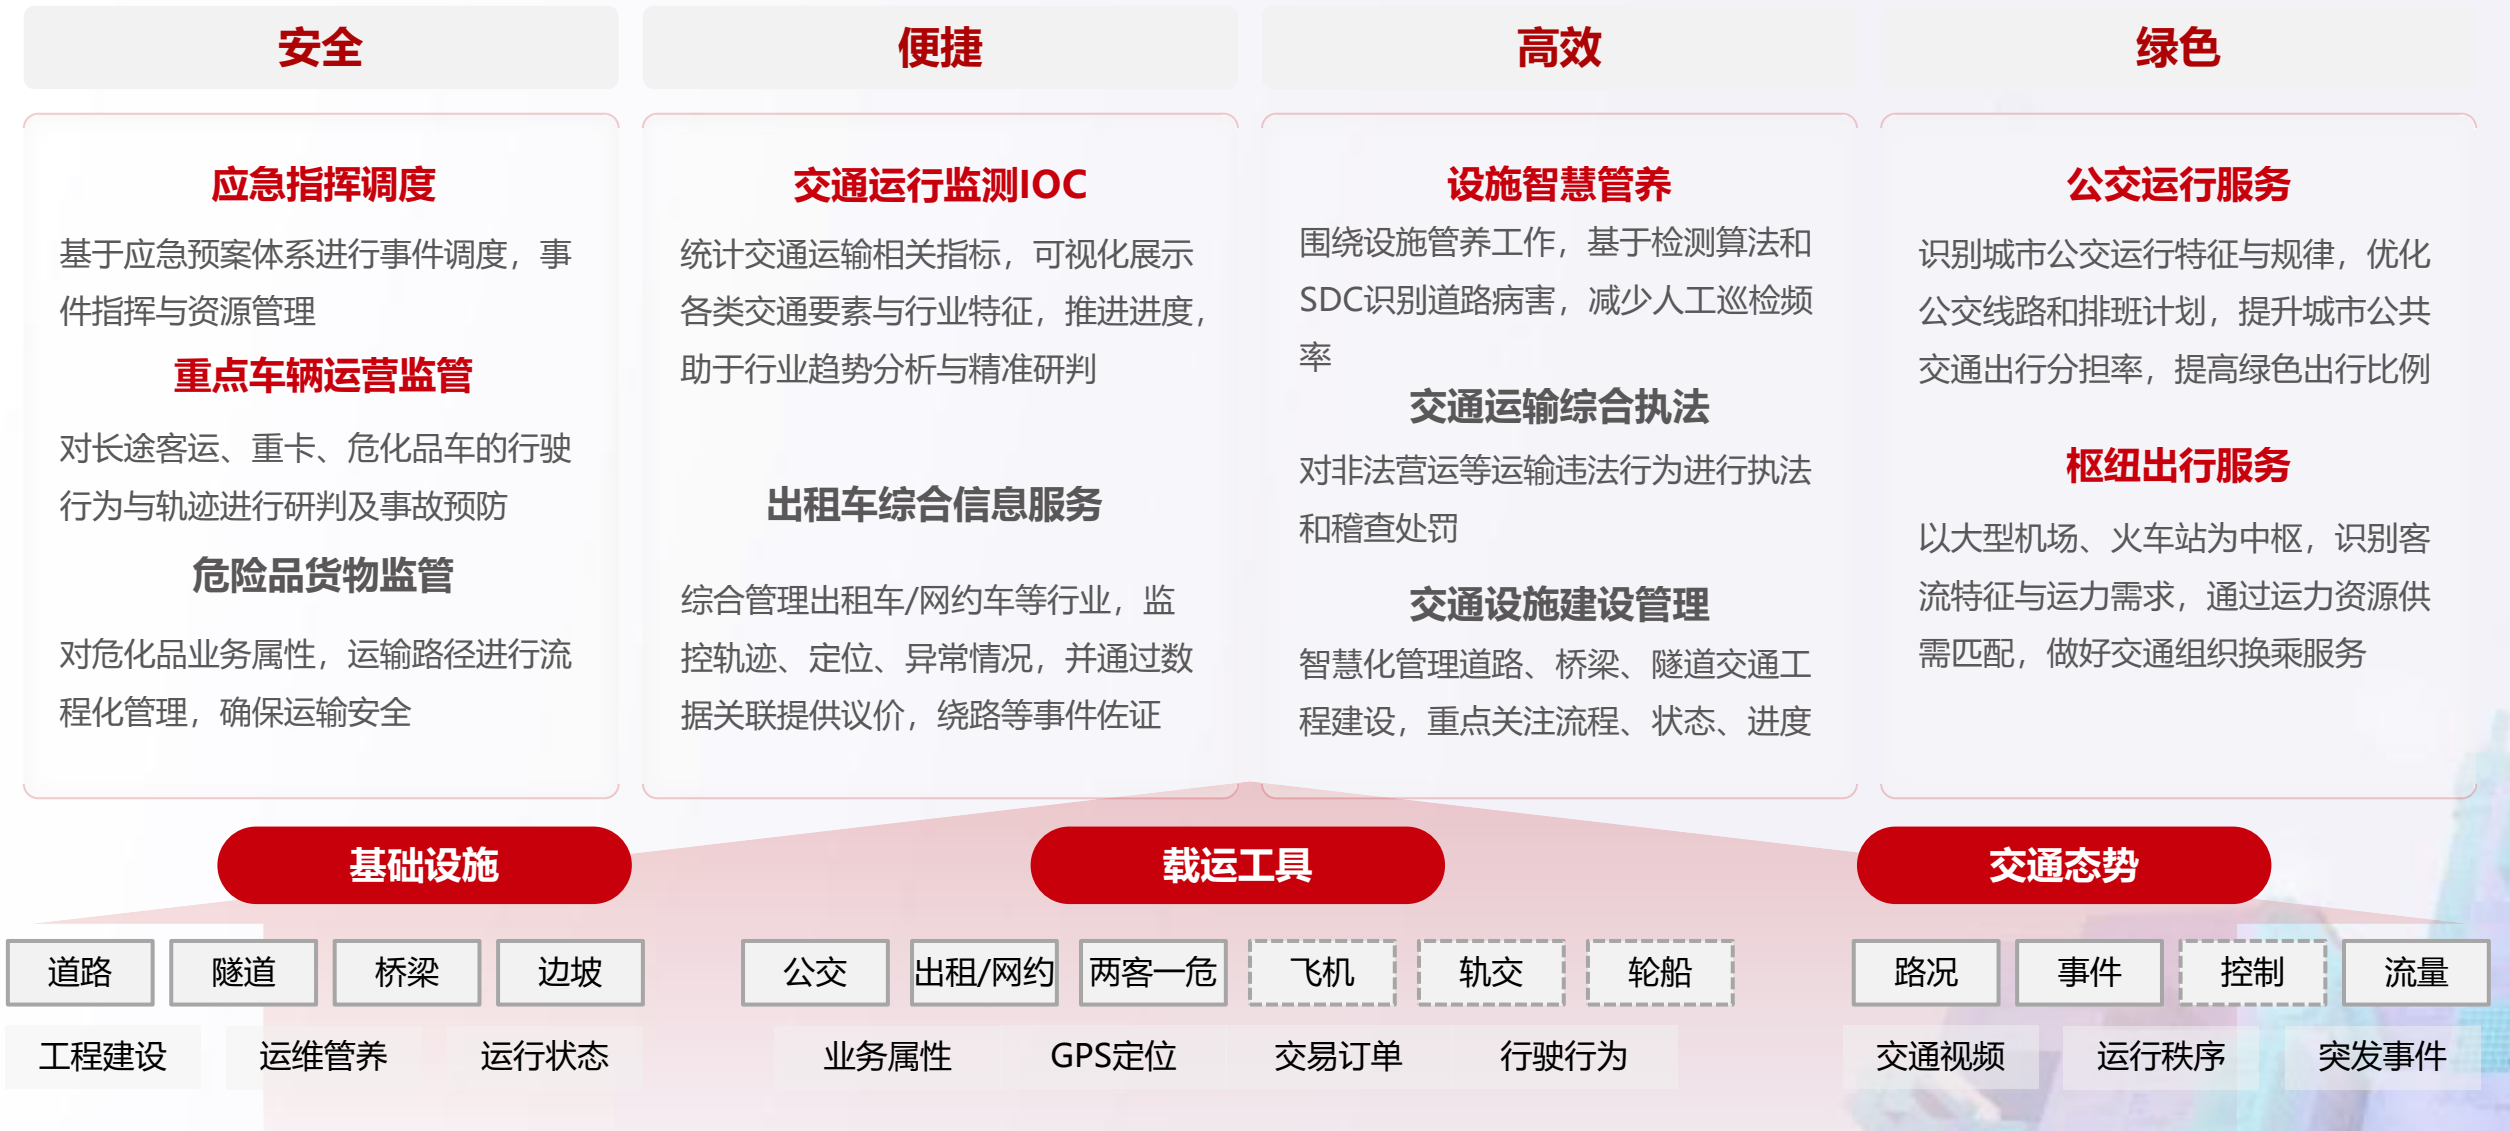 安全
应急指挥调度
基于应急预案体系进行事件调度，事
件指挥与资源管理
重点车辆运营监管
对长途客运、重卡、危化品车的行驶
行为与轨迹进行研判及事故预防
危险品货物监管
对危化品业务属性，运输路径进行流
程化管理，确保运输安全
便捷
交通运行监测IOC
统计交通运输相关指标，可视化展示
各类交通要素与行业特征，推进进度，
助于行业趋势分析与精准研判
出租车综合信息服务
综合管理出租车/网约车等行业，监
控轨迹、定位、异常情况，并通过数
据关联提供议价，绕路等事件佐证
高效
设施智慧管养
围绕设施管养工作，基于检测算法和
SDC识别道路病害，减少人工巡检频
率
交通运输综合执法
对非法营运等运输违法行为进行执法
和稽查处罚
交通设施建设管理
智慧化管理道路、桥梁、隧道交通工
程建设，重点关注流程、状态、进度
绿色
公交运行服务
识别城市公交运行特征与规律，优化
公交线路和排班计划，提升城市公共
交通出行分担率，提高绿色出行比例
枢纽出行服务
以大型机场、火车站为中枢，识别客
流特征与运力需求，通过运力资源供
需匹配，做好交通组织换乘服务
基础设施
道路 隧道 桥梁 边坡
工程建设 运维管养 运行状态
载运工具
公交 出租/网约 两客一危 飞机 轨交 轮船
业务属性 GPS定位 交易订单 行驶行为
交通态势
路况 事件 控制 流量
交通视频 运行秩序 突发事件